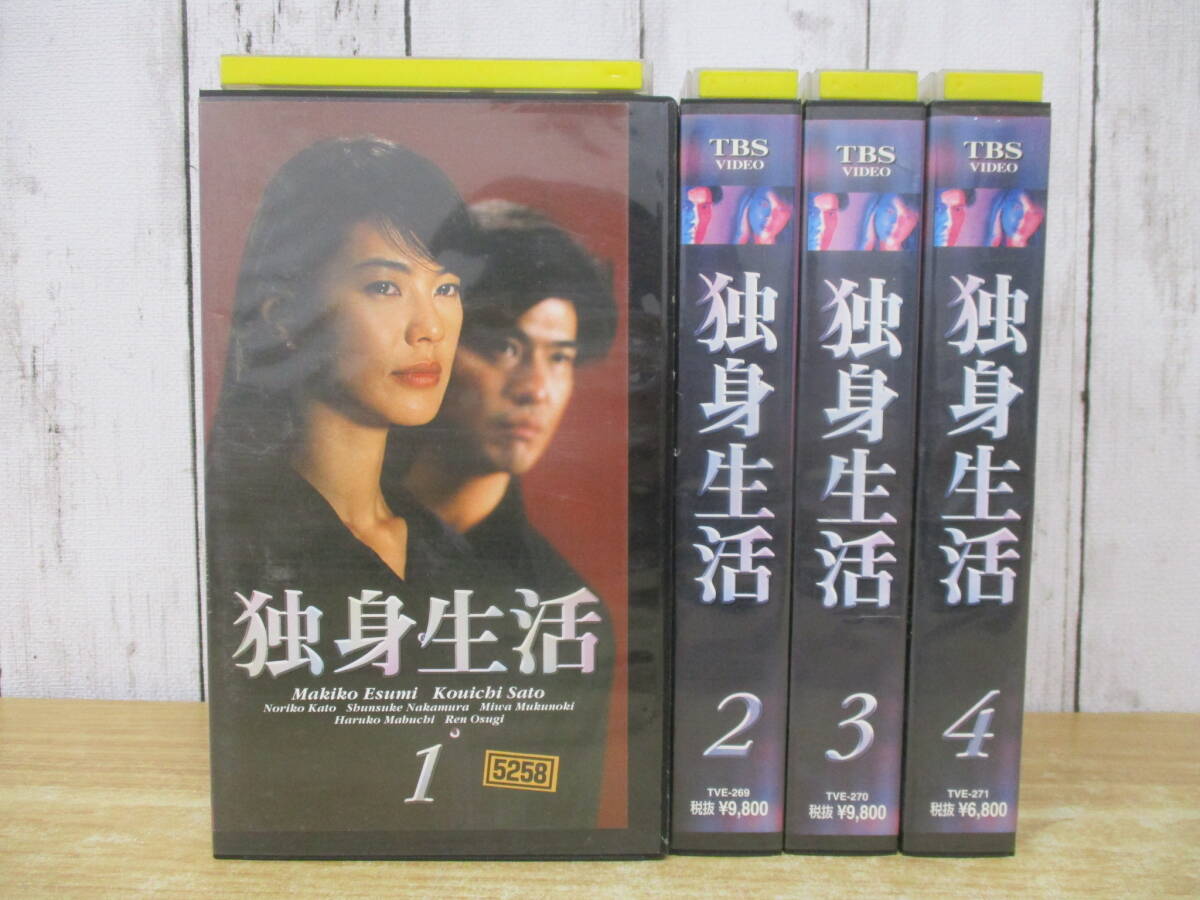 独身生活
Makiko Esumi Kouichi Sato
Noriko Kato Shunsuke Nakamura Miwa Mukunoki
Haruko Mabuchi Ren Osugi
1
5258
TBS
VIDEO
独身生活
2
TVE-269
税抜 ¥9,800
TBS
VIDEO
独身生活
3
TVE-270
税抜 ¥9,800
TBS
VIDEO
独身生活
4
TVE-271
税抜 ¥6,800